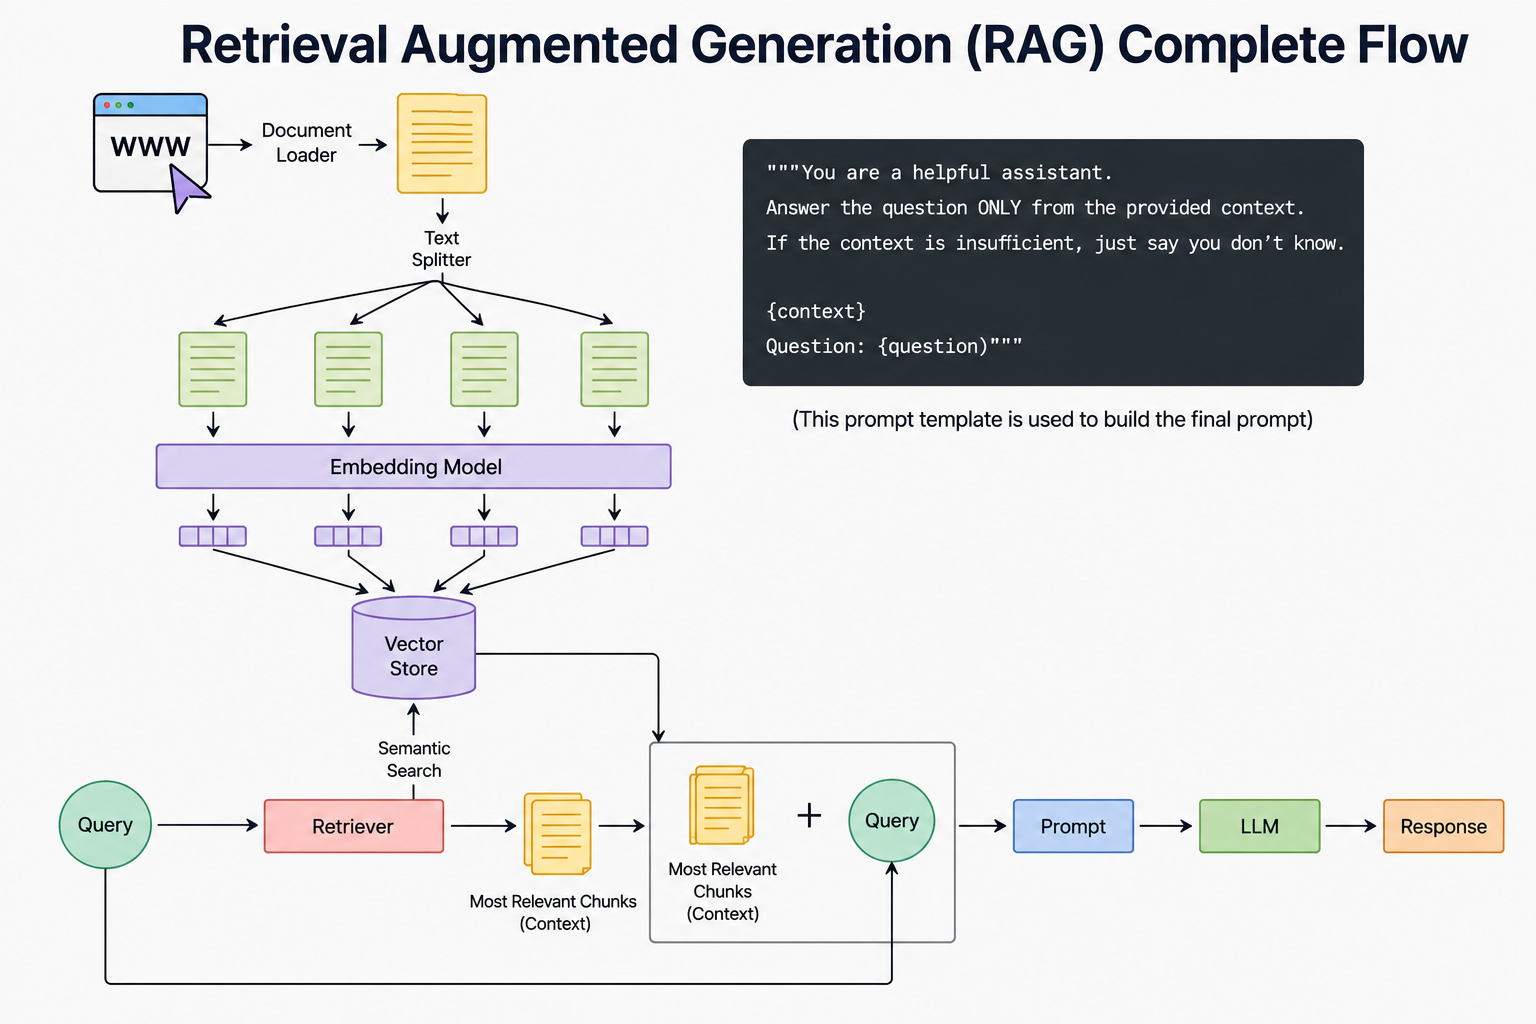 Retrieval Augmented Generation (RAG) Complete Flow
WWW
Document
Loader
Text
Splitter
"""You are a helpful assistant.
Answer the question ONLY from the provided context.
If the context is insufficient, just say you don’t know.
{context}
Question: {question)"""
(This prompt template is used to build the final prompt)
Embedding Model
Vector
Store
Semantic
Search
Query
Retriever
Most Relevant Chunks
(Context)
Most Relevant
Chunks
(Context)
+
Query
Prompt
LLM
Response